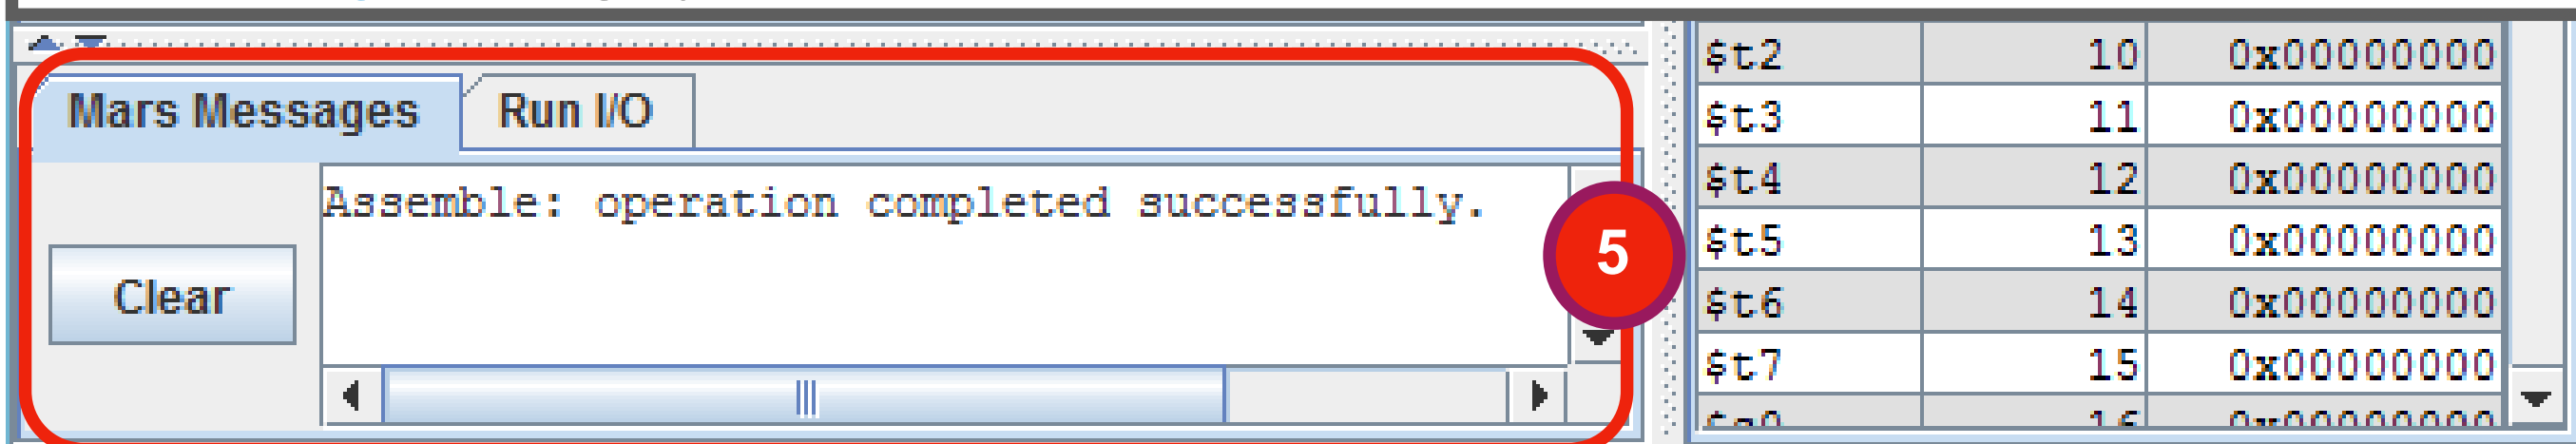 Mars Messages Run I/O
Assemble: operation completed successfully.
Clear
5
$t2 10 0x00000000
$t3 11 0x00000000
$t4 12 0x00000000
$t5 13 0x00000000
$t6 14 0x00000000
$t7 15 0x00000000